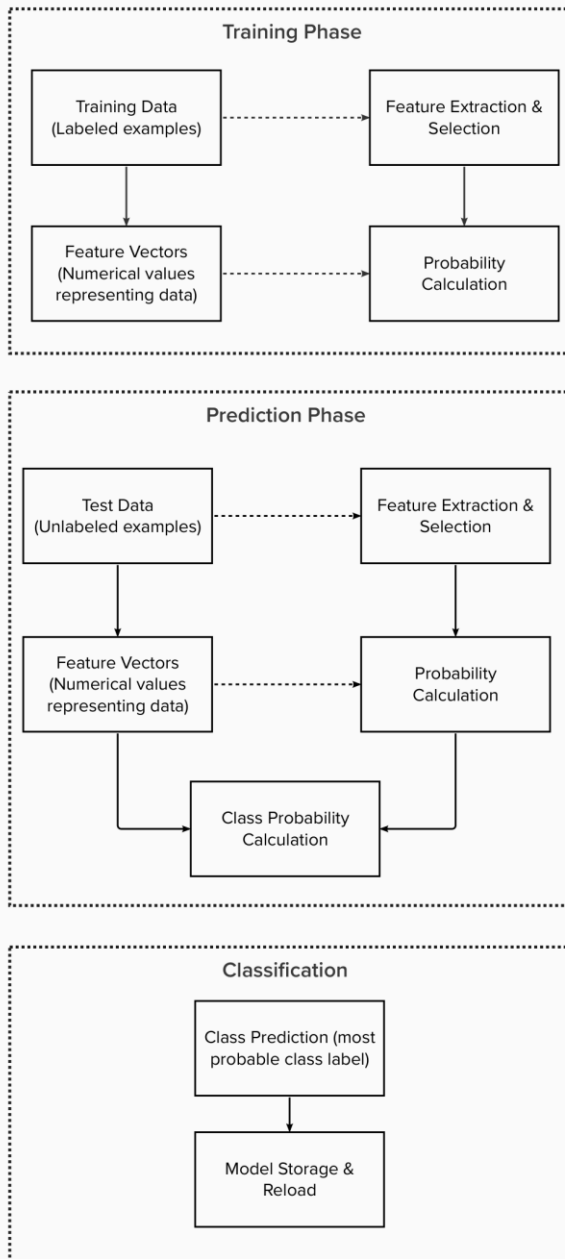 Training Phase
Training Data
(Labeled examples)
Feature Extraction &
Selection
Feature Vectors
(Numerical values
representing data)
Probability
Calculation
Prediction Phase
Test Data
(Unlabeled examples)
Feature Extraction &
Selection
Feature Vectors
(Numerical values
representing data)
Probability
Calculation
Class Probability
Calculation
Classification
Class Prediction (most
probable class label)
Model Storage &
Reload